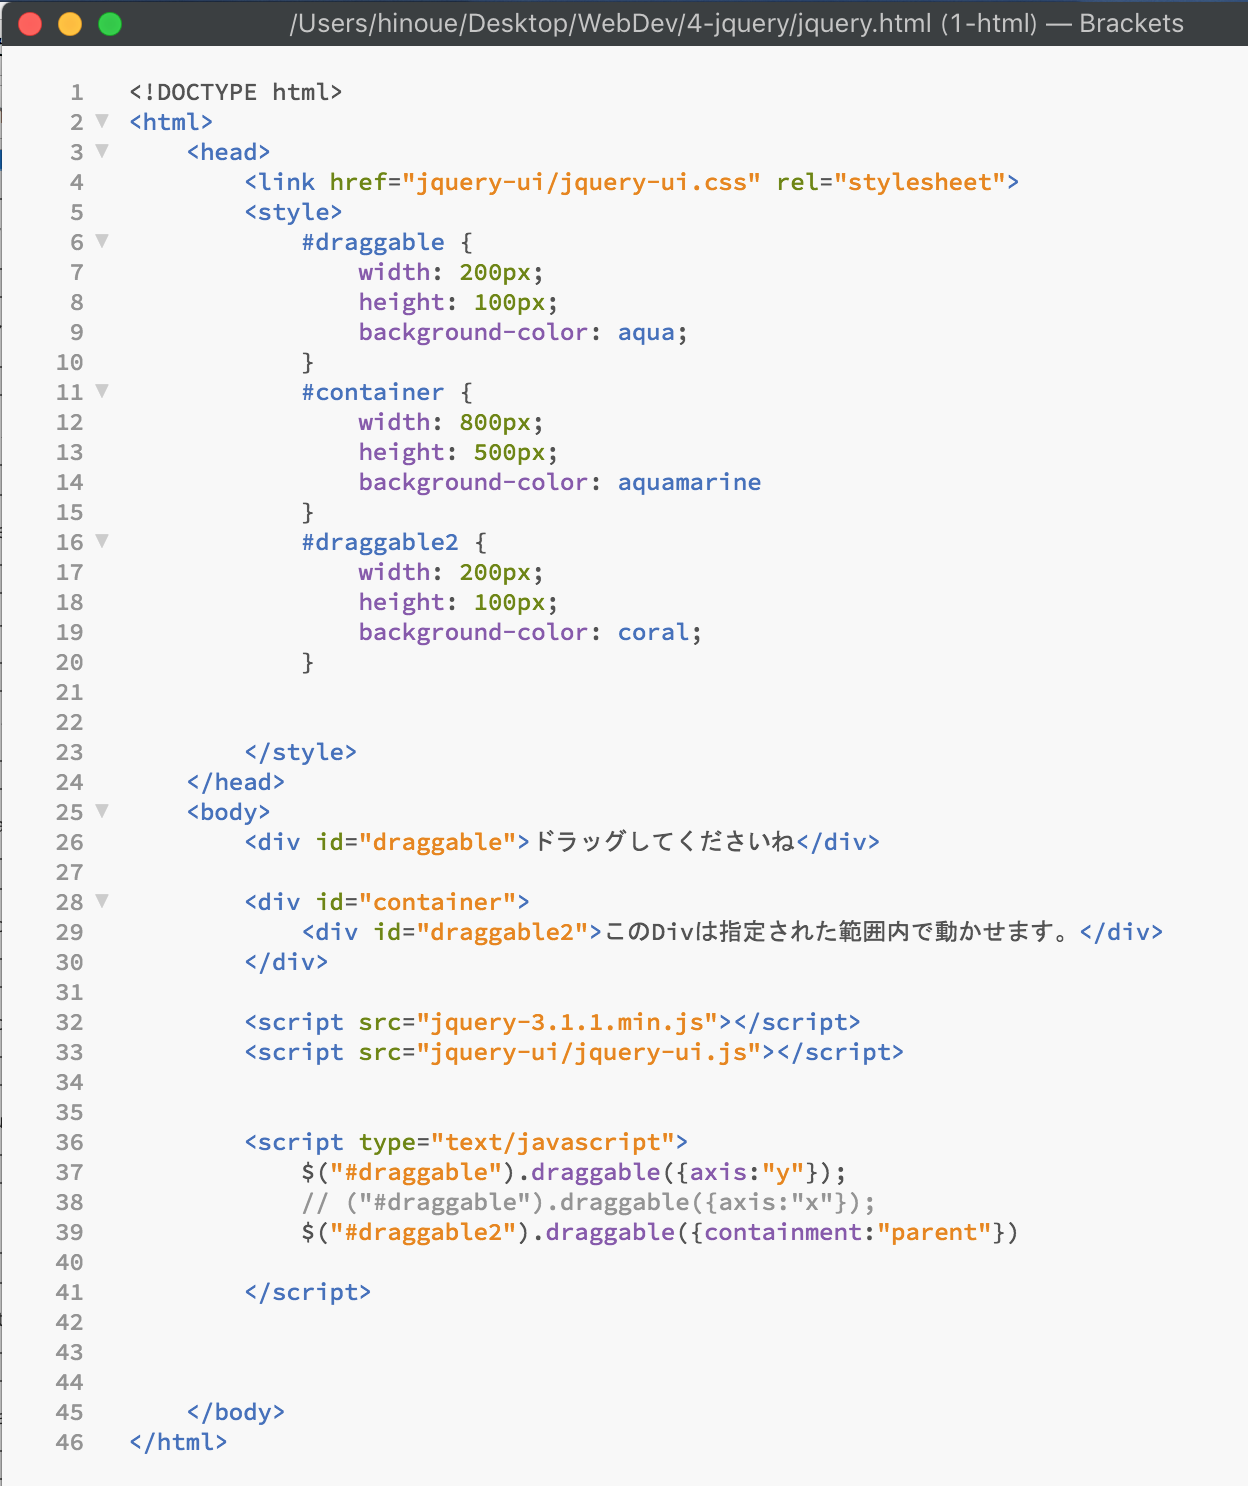 /Users/hinoue/Desktop/WebDev/4-jquery/jquery.html (1-html) — Brackets
1 <!DOCTYPE html>
2 <html>
3 <head>
4 <link href="jquery-ui/jquery-ui.css" rel="stylesheet">
5 <style>
6 #draggable {
7 width: 200px;
8 height: 100px;
9 background-color: aqua;
10 }
11 #container {
12 width: 800px;
13 height: 500px;
14 background-color: aquamarine
15 }
16 #draggable2 {
17 width: 200px;
18 height: 100px;
19 background-color: coral;
20 }
21
22
23 </style>
24 </head>
25 <body>
26 <div id="draggable">ドラッグしてくださいね</div>
27
28 <div id="container">
29 <div id="draggable2">このDivは指定された範囲内で動かせます。</div>
30 </div>
31
32 <script src="jquery-3.1.1.min.js"></script>
33 <script src="jquery-ui/jquery-ui.js"></script>
34
35
36 <script type="text/javascript">
37 $("#draggable").draggable({axis:"y"});
38 // ("#draggable").draggable({axis:"x"});
39 $("#draggable2").draggable({containment:"parent"})
40
41 </script>
42
43
44
45 </body>
46 </html>